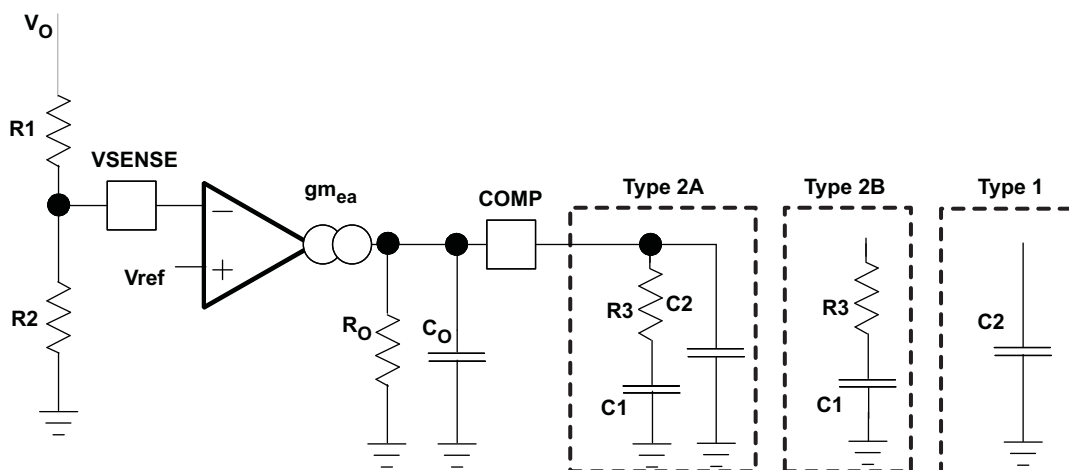 VO
R1
VSENSE
gmea
COMP
Type 2A
Type 2B
Type 1
Vref
R2
RO
CO
R3
C2
C1
R3
C1
C2